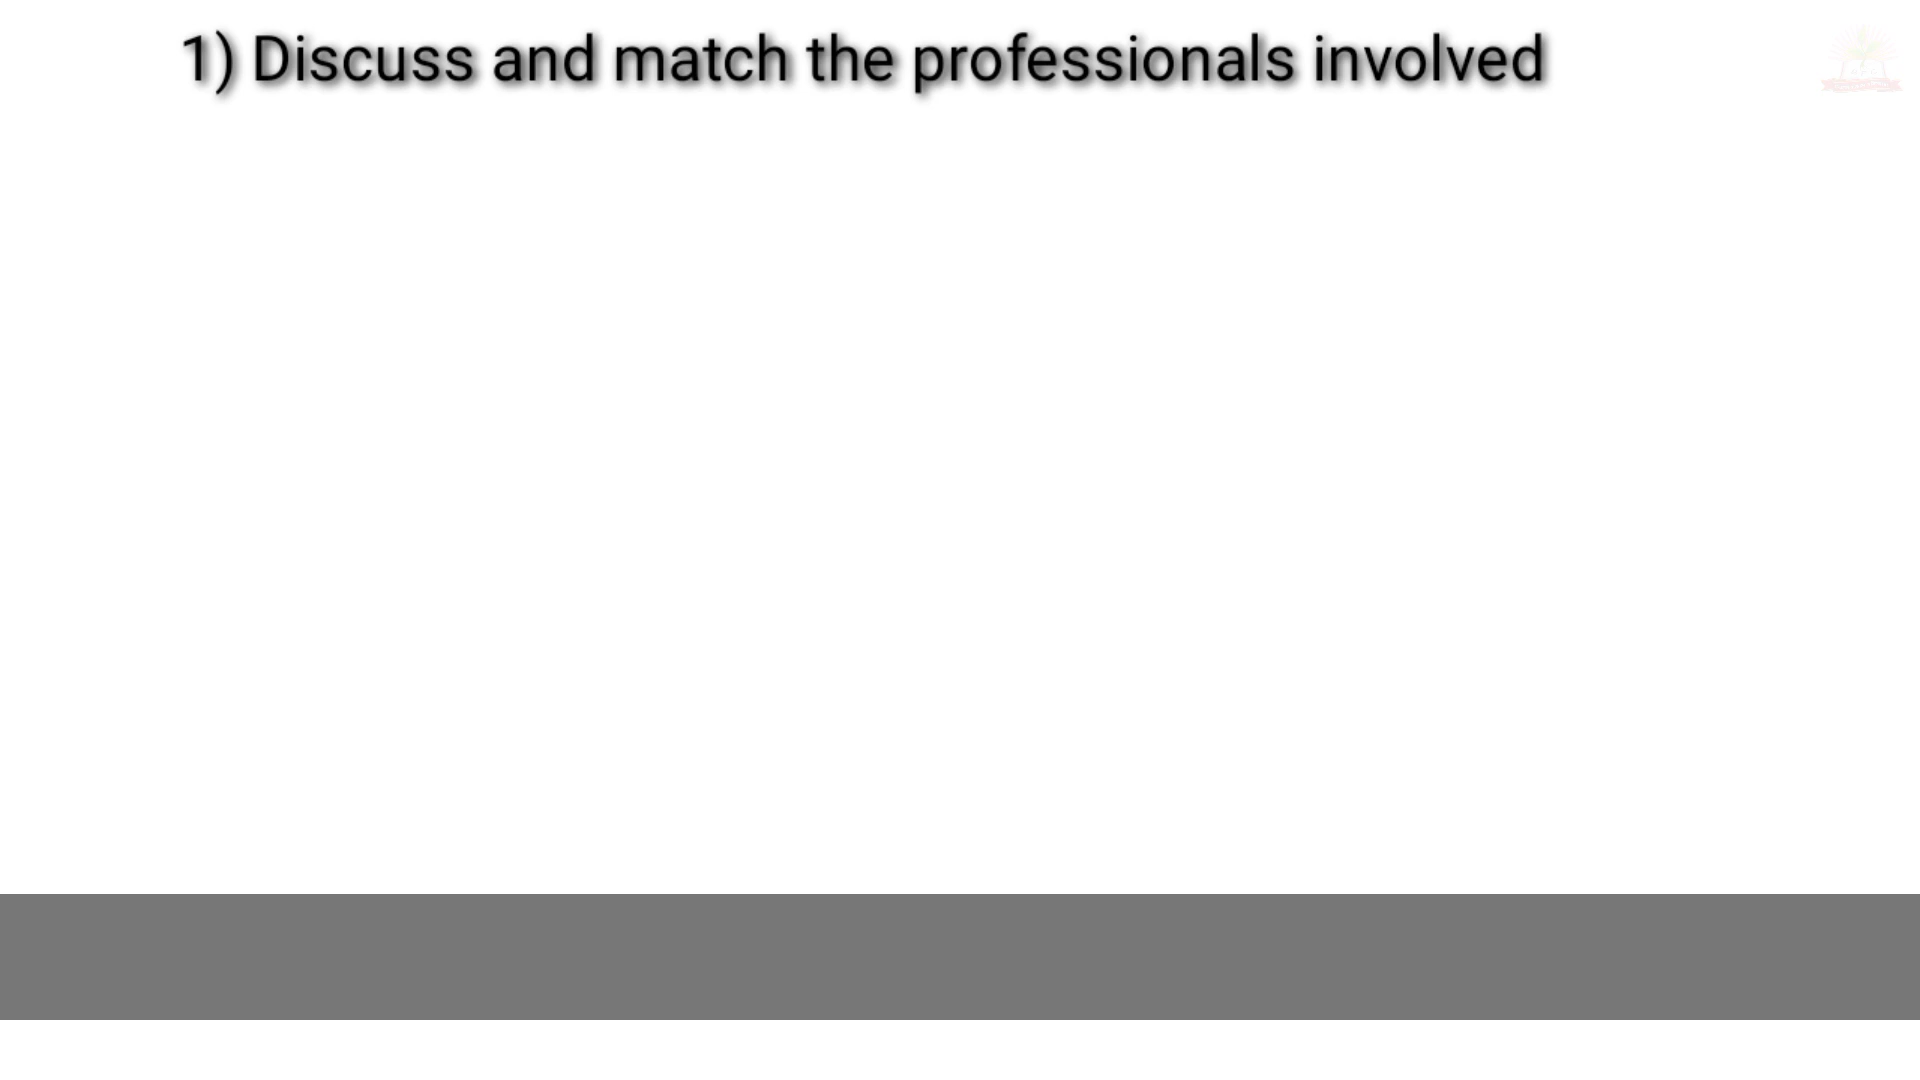 1) Discuss and match the professionals involved